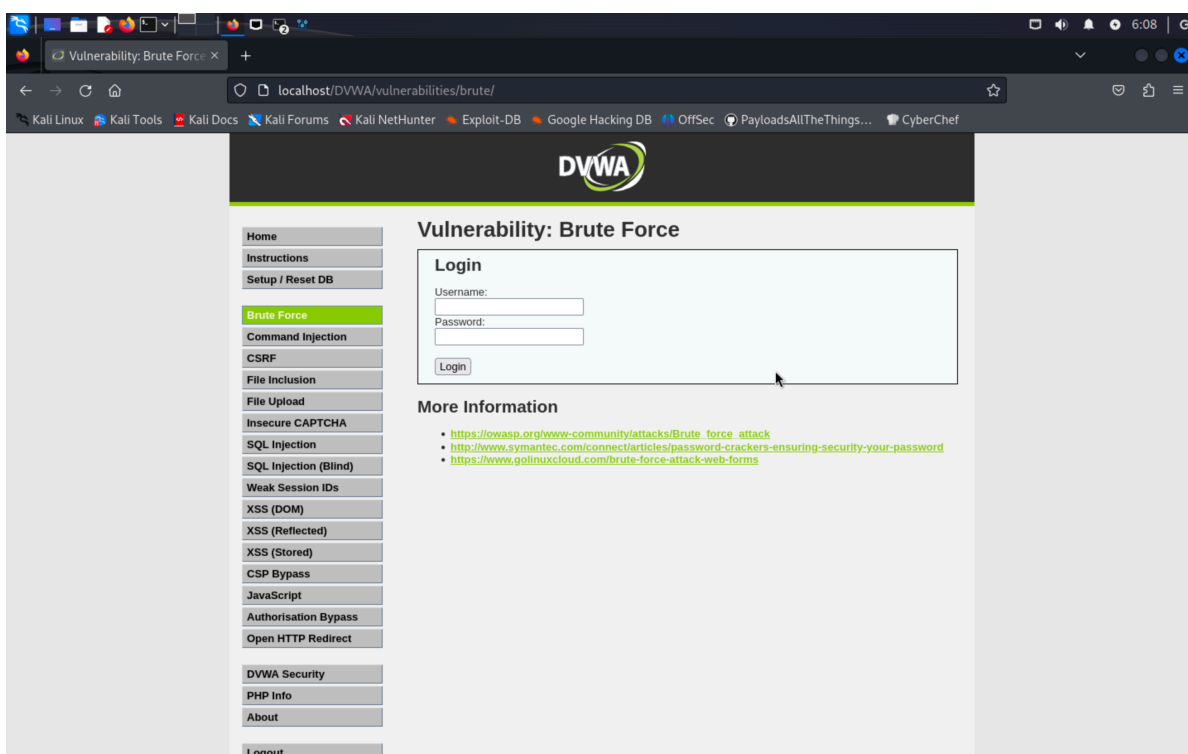 2
6:08
G
Vulnerability: Brute Force
localhost/DVWA/vulnerabilities/brute/
Kali Linux Kali Tools Kali Docs Kali Forums Kali NetHunter Exploit-DB Google Hacking DB OffSec PayloadsAllTheThings... CyberChef
DVWA
Home
Instructions
Setup / Reset DB
Brute Force
Command Injection
CSRF
File Inclusion
File Upload
Insecure CAPTCHA
SQL Injection
SQL Injection (Blind)
Weak Session IDs
XSS (DOM)
XSS (Reflected)
XSS (Stored)
CSP Bypass
JavaScript
Authorisation Bypass
Open HTTP Redirect
DVWA Security
PHP Info
About
Logout
Vulnerability: Brute Force
Login
Username:
Password:
Login
More Information
https://owasp.org/www-community/attacks/Brute_force_attack
http://www.symantec.com/connect/articles/password-crackers-ensuring-security-your-password
https://www.golinuxcloud.com/brute-force-attack-web-forms